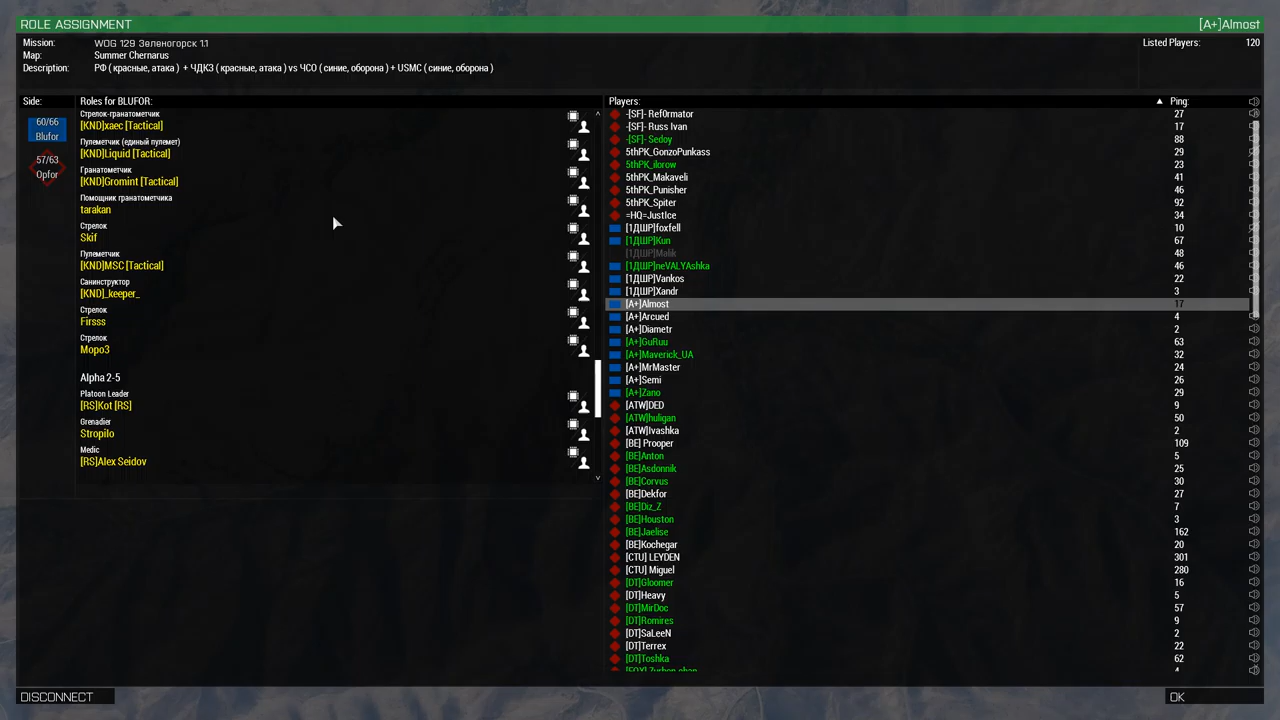 ROLE ASSIGNMENT
[A+]Almost
Mission: WOG 129 Зеленогорск 1.1
Listed Players: 120
Map: Summer Chernarus
Description: РФ ( красные, атака ) + ЧДКЗ ( красные, атака ) vs ЧСО ( синие, оборона ) + USMC ( синие, оборона )
Side:
60/66
Blufor
57/63
Opfor
Roles for BLUFOR:
Стрелок-гранатометчик
[KND]xaec [Tactical]
Пулеметчик (единый пулемет)
[KND]Liquid [Tactical]
Гранатометчик
[KND]Gromint [Tactical]
Помощник гранатометчика
tarakan
Стрелок
Skif
Пулеметчик
[KND]MSC [Tactical]
Санинструктор
[KND]_keeper_
Стрелок
Firsss
Стрелок
Mopo3
Alpha 2-5
Platoon Leader
[RS]Kot [RS]
Grenadier
Stropilo
Medic
[RS]Alex Seidov
Players: Ping:
-[SF]- Ref0rmator 27
-[SF]- Russ Ivan 17
-[SF]- Sedoy 88
5thPK_GonzoPunkass 29
5thPK_ilorow 23
5thPK_Makaveli 41
5thPK_Punisher 46
5thPK_Spiter 92
=HQ=JustIce 34
[1ДШР]foxfell 10
[1ДШР]Kun 67
[1ДШР]Malik 48
[1ДШР]neVALYAshka 46
[1ДШР]Vankos 22
[1ДШР]Xandr 3
[A+]Almost 17
[A+]Arcued 4
[A+]Diametr 2
[A+]GuRuu 63
[A+]Maverick_UA 32
[A+]MrMaster 24
[A+]Semi 26
[A+]Zano 29
[ATW]DED 9
[ATW]huligan 50
[ATW]Ivashka 2
[BE] Prooper 109
[BE]Anton 5
[BE]Asdonnik 25
[BE]Corvus 30
[BE]Dekfor 27
[BE]Diz_Z 7
[BE]Houston 3
[BE]Jaelise 162
[BE]Kochegar 20
[CTU] LEYDEN 301
[CTU] Miguel 280
[DT]Gloomer 16
[DT]Heavy 5
[DT]MirDoc 57
[DT]Romires 9
[DT]SaLeeN 2
[DT]Terrex 22
[DT]Toshka 62
DISCONNECT
OK